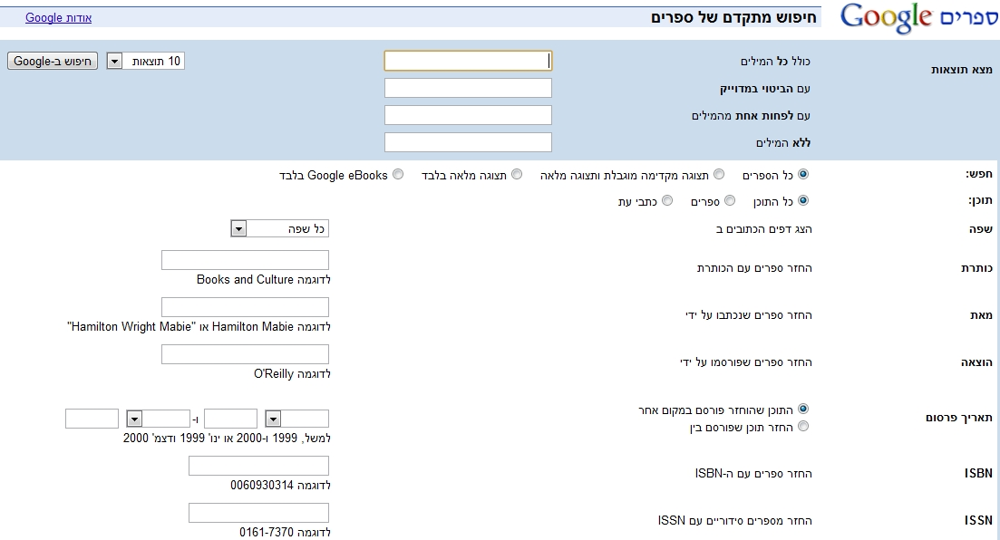 ספרים Google
חיפוש מתקדם של ספרים
אודות Google
מצא תוצאות
כולל כל המילים
10 תוצאות
חיפוש ב-Google
עם הביטוי במדוייק
עם לפחות אחת מהמילים
ללא המילים
חפש: כל הספרים תצוגה מקדימה מוגבלת ותצוגה מלאה תצוגה מלאה בלבד Google eBooks בלבד
תוכן: כל התוכן ספרים כתבי עת
שפה הצג דפים הכתובים ב כל שפה
כותרת החזר ספרים עם הכותרת
לדוגמה Books and Culture
מאת החזר ספרים שנכתבו על ידי
לדוגמה Hamilton Mabie או "Hamilton Wright Mabie"
הוצאה החזר ספרים שפורסמו על ידי
לדוגמה O'Reilly
תאריך פרסום
התוכן שהוחזר פורסם במקום אחר
החזר תוכן שפורסם בין
ו-
למשל, 1999 ו-2000 או ינו' 1999 ודצמ' 2000
ISBN החזר ספרים עם ה-ISBN
לדוגמה 0060930314
ISSN החזר מספרים סידוריים עם ISSN
לדוגמה 0161-7370